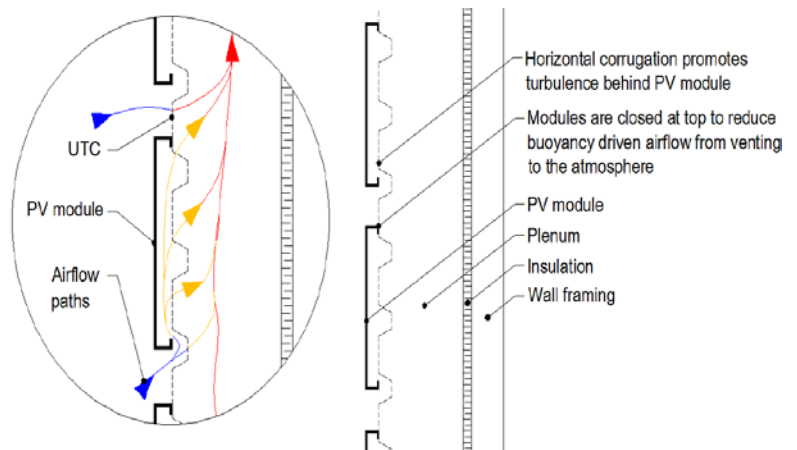 UTC
PV module
Airflow
paths
Horizontal corrugation promotes
turbulence behind PV module
Modules are closed at top to reduce
buoyancy driven airflow from venting
to the atmosphere
PV module
Plenum
Insulation
Wall framing